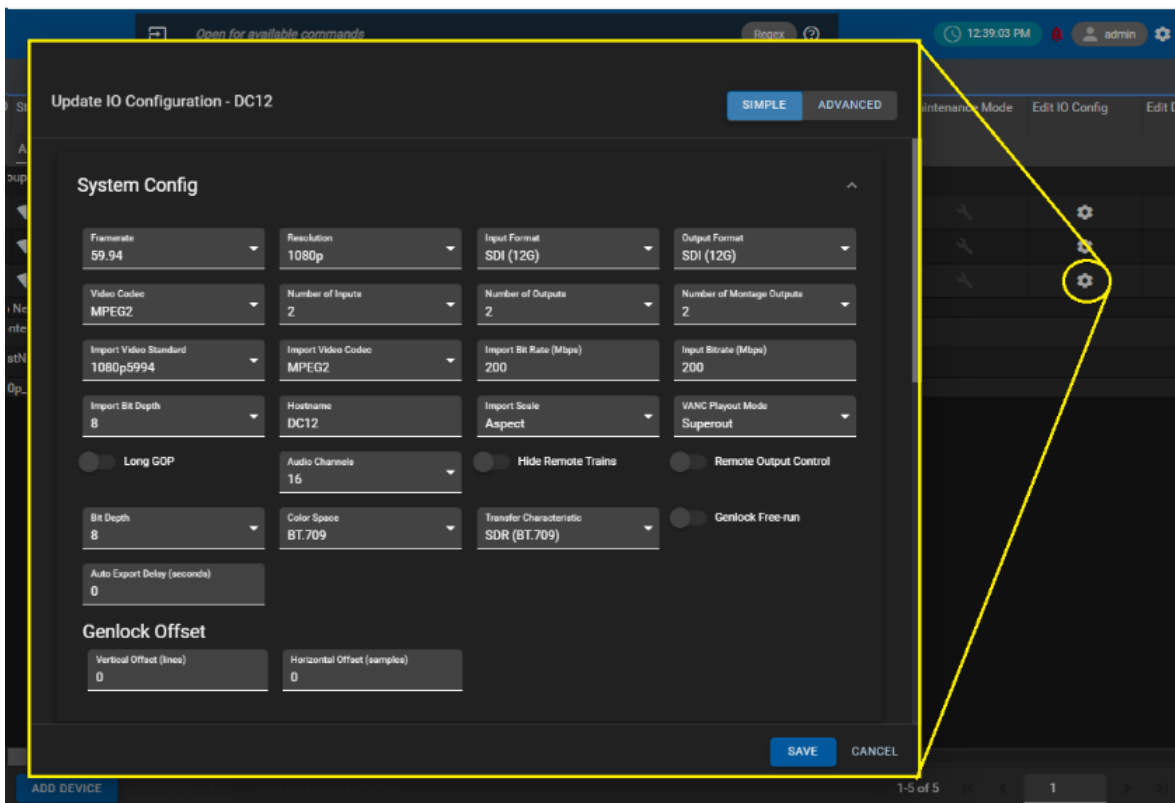 Open for available commands
Regex
12:39:03 PM
admin
Update IO Configuration - DC12
SIMPLE ADVANCED
Mode Edit IO Config Edit
System Config
Framerate Resolution Input Format Output Format
59.94 1080p SDI (12G) SDI (12G)
Video Codec Number of Inputs Number of Outputs Number of Montage Outputs
MPEG2 2 2 2
Import Video Standard Import Video Codec Import Bit Rate (Mbps) Input Bitrate (Mbps)
1080p5994 MPEG2 200 200
Import Bit Depth Hostname Import Scale VANC Playout Mode
8 DC12 Aspect Superout
Long GOP Audio Channels Hide Remote Trains Remote Output Control
16
Bit Depth Color Space Transfer Characteristic Genlock Free-run
8 BT.709 SDR (BT.709)
Auto Export Delay (seconds)
0
Genlock Offset
Vertical Offset (lines) Horizontal Offset (samples)
0 0
SAVE CANCEL
ADD DEVICE 1-5 of 5 1